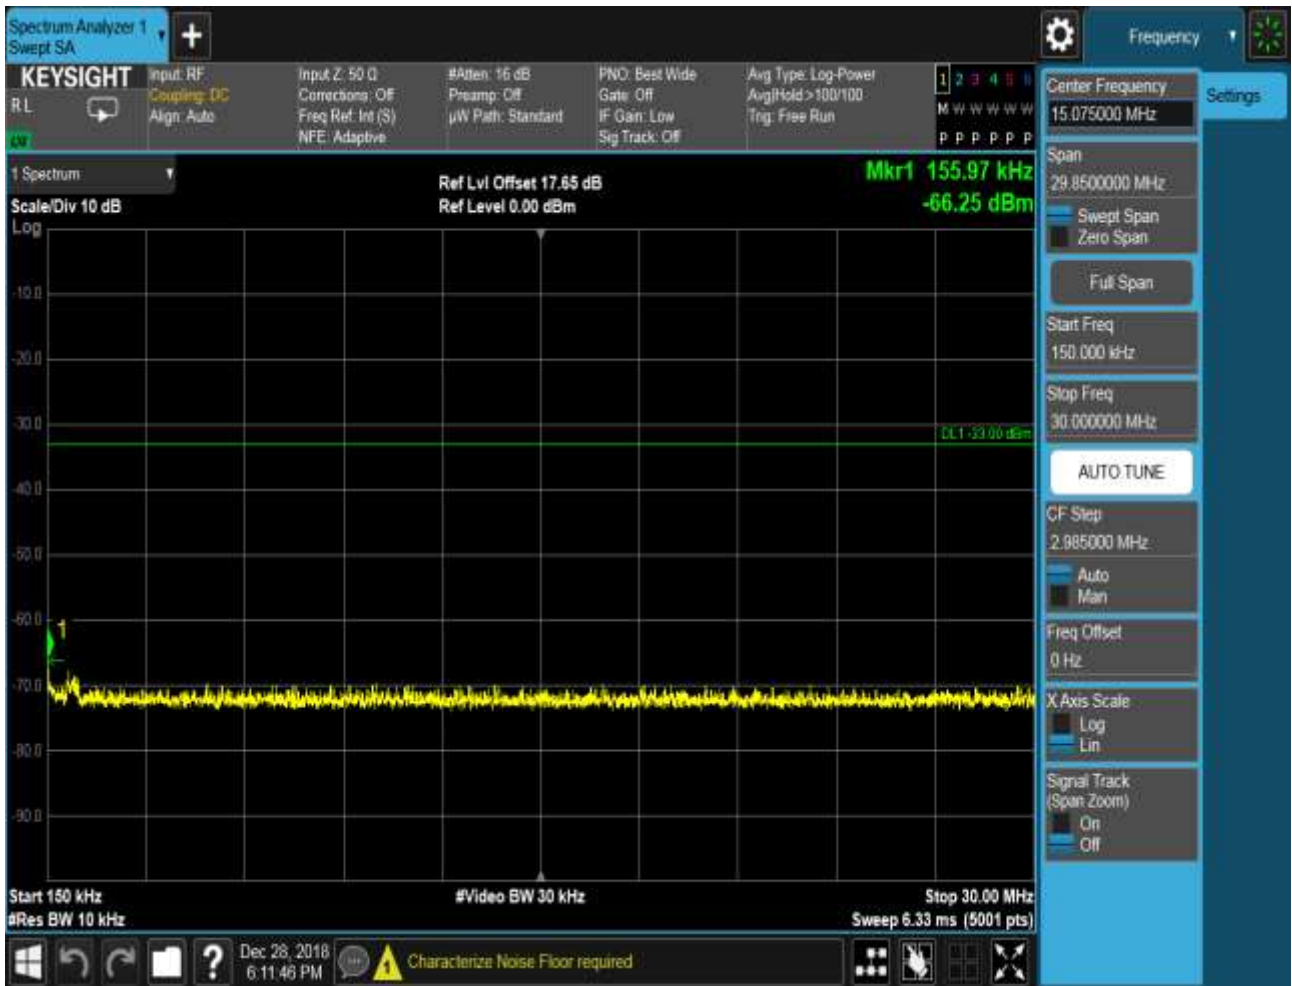 Spectrum Analyzer 1
Swept SA
Frequency
KEYSIGHT
R L
Input: RF
Coupling: DC
Align: Auto
Input Z: 50 Ω
Corrections: Off
Freq Ref: Int (S)
NFE: Adaptive
#Atten: 16 dB
Preamp: Off
µW Path: Standard
PNO: Best Wide
Gate: Off
IF Gain: Low
Sig Track: Off
Avg Type: Log-Power
Avg|Hold:>100/100
Trig: Free Run
1 2 3 4 5 6
M W W W W W
P P P P P P
1 Spectrum
Scale/Div 10 dB
Log
Ref Lvl Offset 17.65 dB
Ref Level 0.00 dBm
Mkr1 155.97 kHz
-66.25 dBm
-10.0
-20.0
-30.0
-40.0
-50.0
-60.0
-70.0
-80.0
-90.0
DL1 -33.00 dBm
1
Start 150 kHz
#Res BW 10 kHz
#Video BW 30 kHz
Stop 30.00 MHz
Sweep 6.33 ms (5001 pts)
Center Frequency
15.075000 MHz
Settings
Span
29.8500000 MHz
Swept Span
Zero Span
Full Span
Start Freq
150.000 kHz
Stop Freq
30.000000 MHz
AUTO TUNE
CF Step
2.985000 MHz
Auto
Man
Freq Offset
0 Hz
X Axis Scale
Log
Lin
Signal Track
(Span Zoom)
On
Off
?
Dec 28, 2018
6:11:46 PM
1
Characterize Noise Floor required